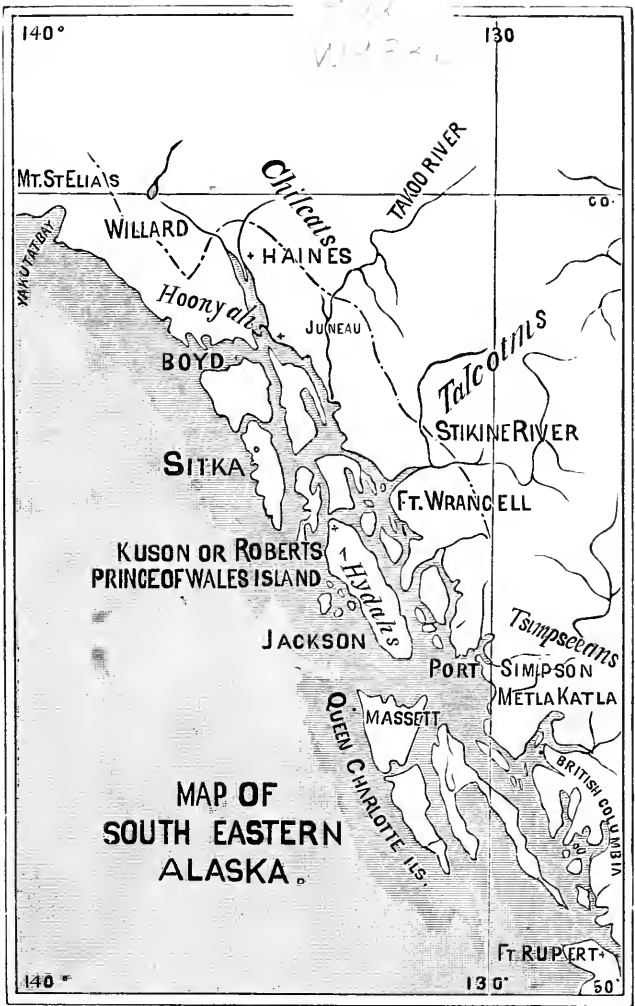 140°
130
MT. ST ELIAS
60°
YAKUTAT BAY
WILLARD
Chilcats
TAKOO RIVER
HAINES
Hoonyahs
JUNEAU
BOYD
Talcotins
STIKINE RIVER
SITKA
FT. WRANGELL
KUSON OR ROBERTS
PRINCE OF WALES ISLAND
Hydahs
JACKSON
Tsimpseeans
PORT SIMPSON
METLA KATLA
MASSETT
QUEEN CHARLOTTE ILS.
BRITISH COLUMBIA
MAP OF
SOUTH EASTERN
ALASKA.
FT. RUPERT
140°
130°
50°